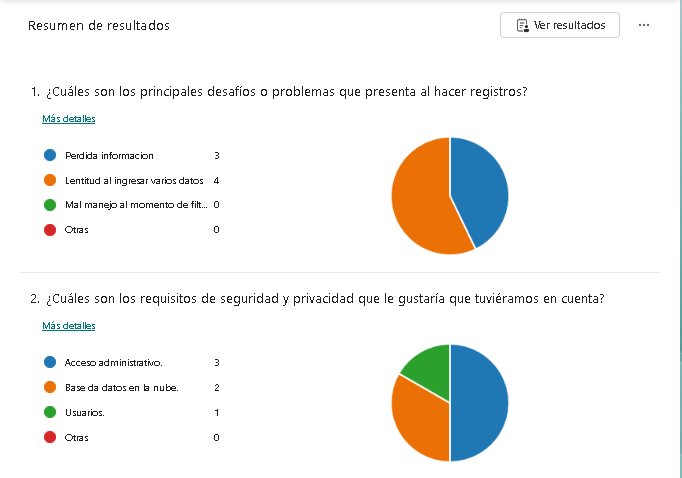 Resumen de resultados
Ver resultados
...
1. ¿Cuáles son los principales desafíos o problemas que presenta al hacer registros?
Más detalles
Perdida informacion 3
Lentitud al ingresar varios datos 4
Mal manejo al momento de filt... 0
Otras 0
2. ¿Cuáles son los requisitos de seguridad y privacidad que le gustaría que tuviéramos en cuenta?
Más detalles
Acceso administrativo. 3
Base da datos en la nube. 2
Usuarios. 1
Otras 0